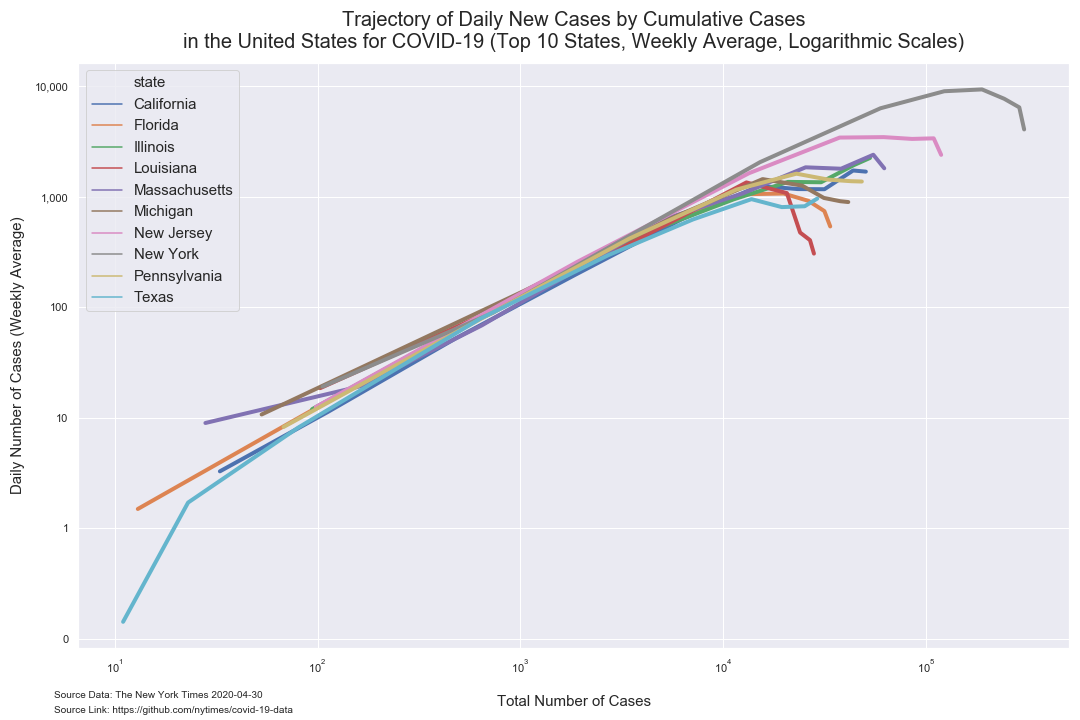 Trajectory of Daily New Cases by Cumulative Cases
in the United States for COVID-19 (Top 10 States, Weekly Average, Logarithmic Scales)
state
California
Florida
Illinois
Louisiana
Massachusetts
Michigan
New Jersey
New York
Pennsylvania
Texas
Daily Number of Cases (Weekly Average)
10,000
1,000
100
10
1
0
10¹
10²
10³
10⁴
10⁵
Total Number of Cases
Source Data: The New York Times 2020-04-30
Source Link: https://github.com/nytimes/covid-19-data